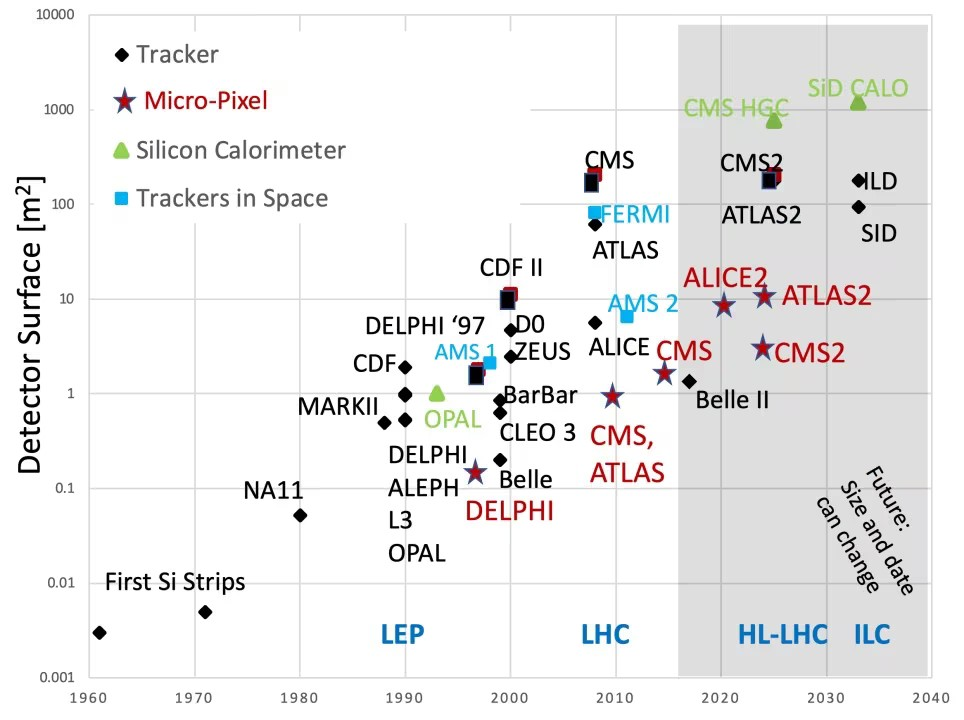 10000
1000
100
10
1
0.1
0.01
0.001
Detector Surface [m²]
Tracker
Micro-Pixel
Silicon Calorimeter
Trackers in Space
SiD CALO
CMS HGC
CMS
CMS2
ILD
FERMI
ATLAS2
SID
ATLAS
CDF II
ALICE2
ATLAS2
AMS 2
DELPHI ‘97
D0
AMS 1
ZEUS
ALICE
CMS
CMS2
CDF
MARKII
OPAL
BarBar
Belle II
CLEO 3
CMS,
ATLAS
DELPHI
ALEPH
L3
OPAL
Belle
DELPHI
NA11
Future:
Size and date
can change
First Si Strips
LEP
LHC
HL-LHC
ILC
1960
1970
1980
1990
2000
2010
2020
2030
2040